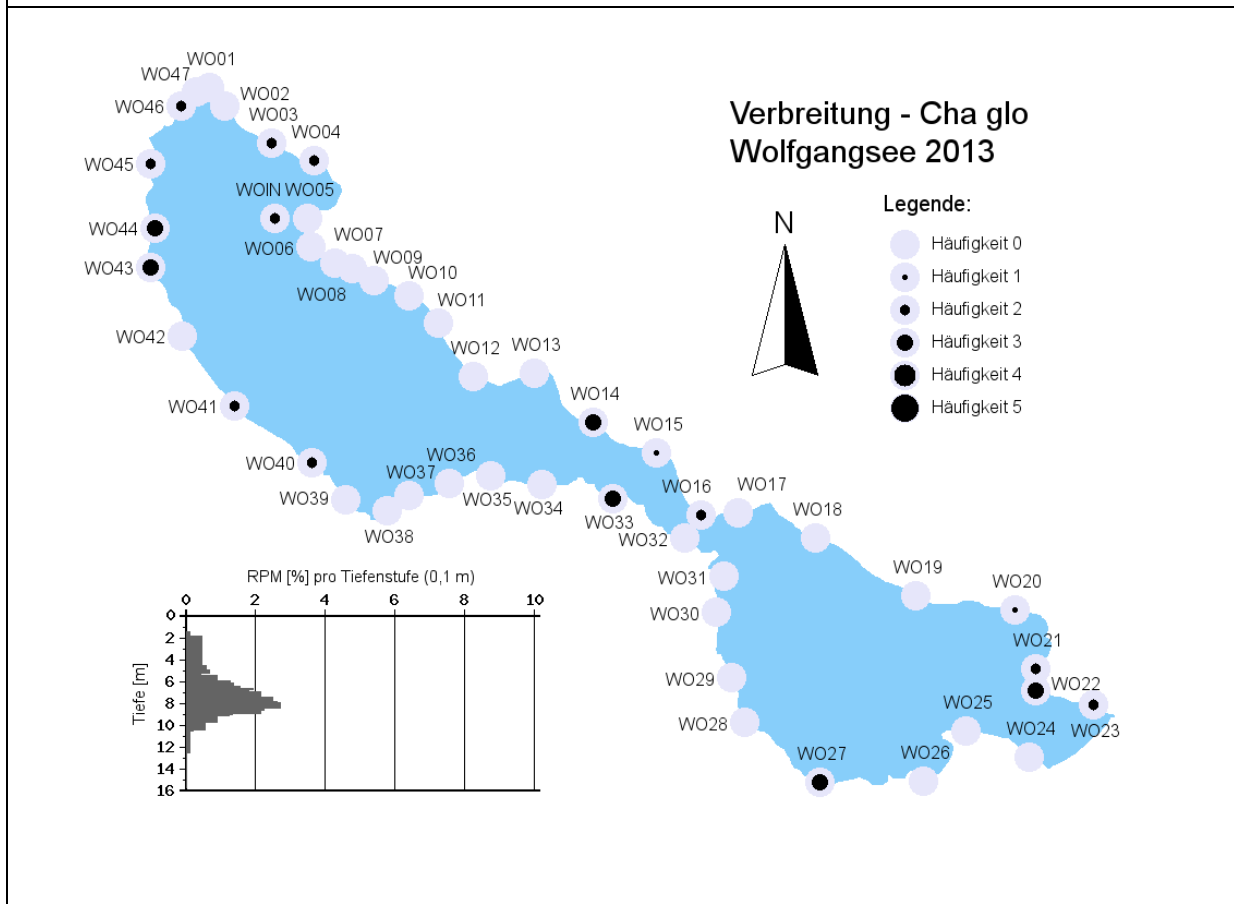 Verbreitung - Cha glo
Wolfgangsee 2013
Legende:
Häufigkeit 0
Häufigkeit 1
Häufigkeit 2
Häufigkeit 3
Häufigkeit 4
Häufigkeit 5
N
WO01
WO47
WO46
WO02
WO03
WO04
WO45
WOIN WO05
WO44
WO06
WO07
WO09
WO43
WO08
WO10
WO11
WO42
WO12
WO13
WO41
WO14
WO15
WO40
WO36
WO37
WO39
WO35
WO34
WO38
WO33
WO16
WO17
WO32
WO18
WO31
WO19
WO30
WO20
WO21
WO29
WO22
WO28
WO25
WO24
WO23
WO27
WO26
RPM [%] pro Tiefenstufe (0,1 m)
0 2 4 6 8 10
Tiefe [m]
0
2
4
6
8
10
12
14
16